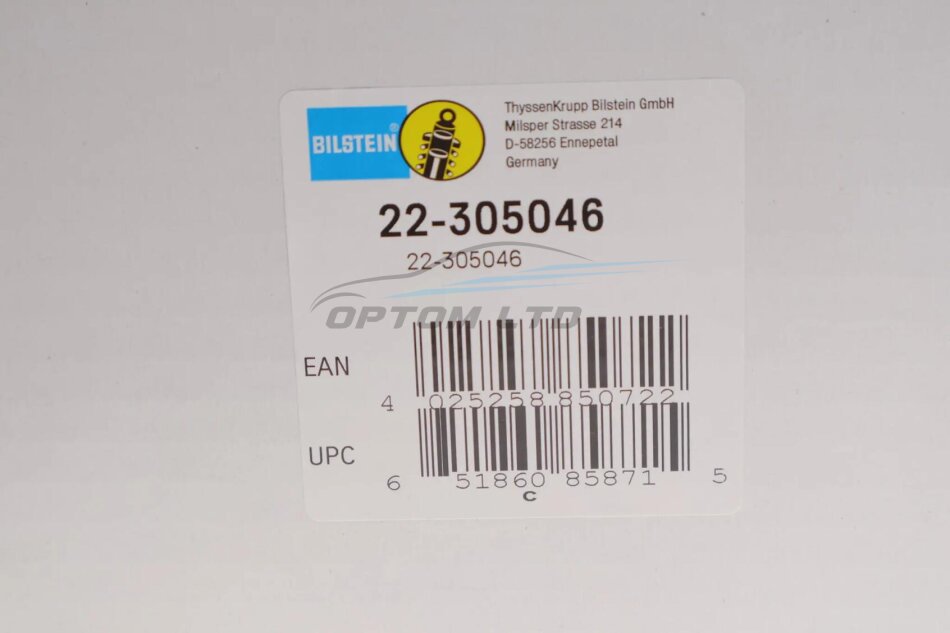 BILSTEIN®
ThyssenKrupp Bilstein GmbH
Milsper Strasse 214
D-58256 Ennepetal
Germany
22-305046
22-305046
OPTOM LTD
EAN
4 025258 850722
UPC
6 51860 85871 5
C